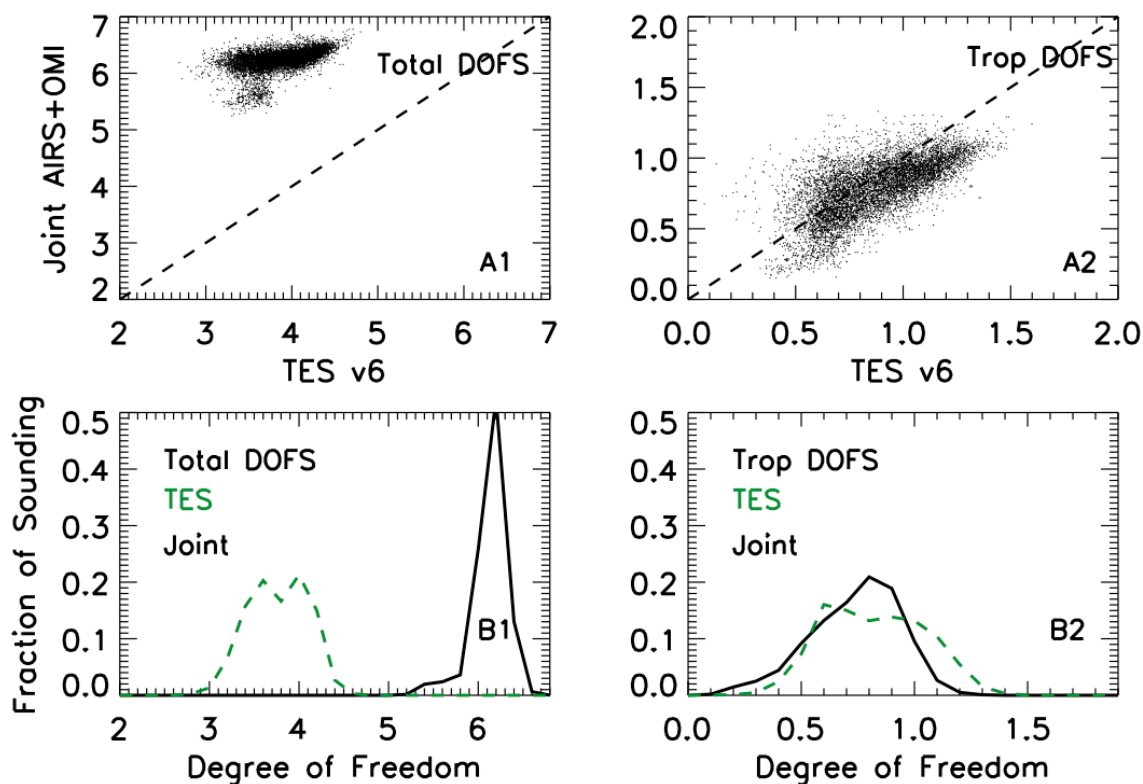 Joint AIRS+OMI
7
6
5
4
3
2
Total DOFS
A1
2 3 4 5 6 7
TES v6
2.0
1.5
1.0
0.5
0.0
Trop DOFS
A2
0.0 0.5 1.0 1.5 2.0
TES v6
Fraction of Sounding
0.5
0.4
0.3
0.2
0.1
0.0
Total DOFS
TES
Joint
B1
2 3 4 5 6
Degree of Freedom
0.5
0.4
0.3
0.2
0.1
0.0
Trop DOFS
TES
Joint
B2
0.0 0.5 1.0 1.5
Degree of Freedom